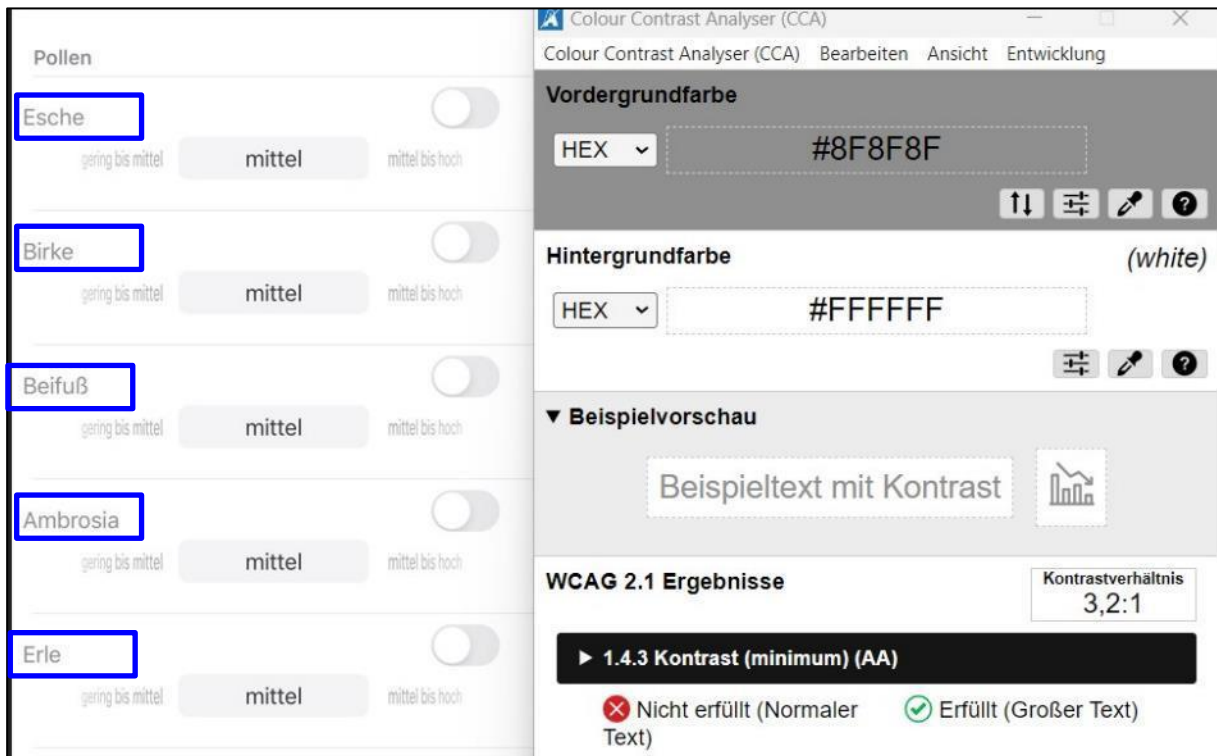 Pollen
Esche
gering bis mittel mittel mittel bis hoch
Birke
gering bis mittel mittel mittel bis hoch
Beifuß
gering bis mittel mittel mittel bis hoch
Ambrosia
gering bis mittel mittel mittel bis hoch
Erle
gering bis mittel mittel mittel bis hoch
Colour Contrast Analyser (CCA)
Colour Contrast Analyser (CCA) Bearbeiten Ansicht Entwicklung
Vordergrundfarbe
HEX #8F8F8F
Hintergrundfarbe (white)
HEX #FFFFFF
▼ Beispielvorschau
Beispieltext mit Kontrast
WCAG 2.1 Ergebnisse
Kontrastverhältnis
3,2:1
▶ 1.4.3 Kontrast (minimum) (AA)
Nicht erfüllt (Normaler Erfüllt (Großer Text)
Text)